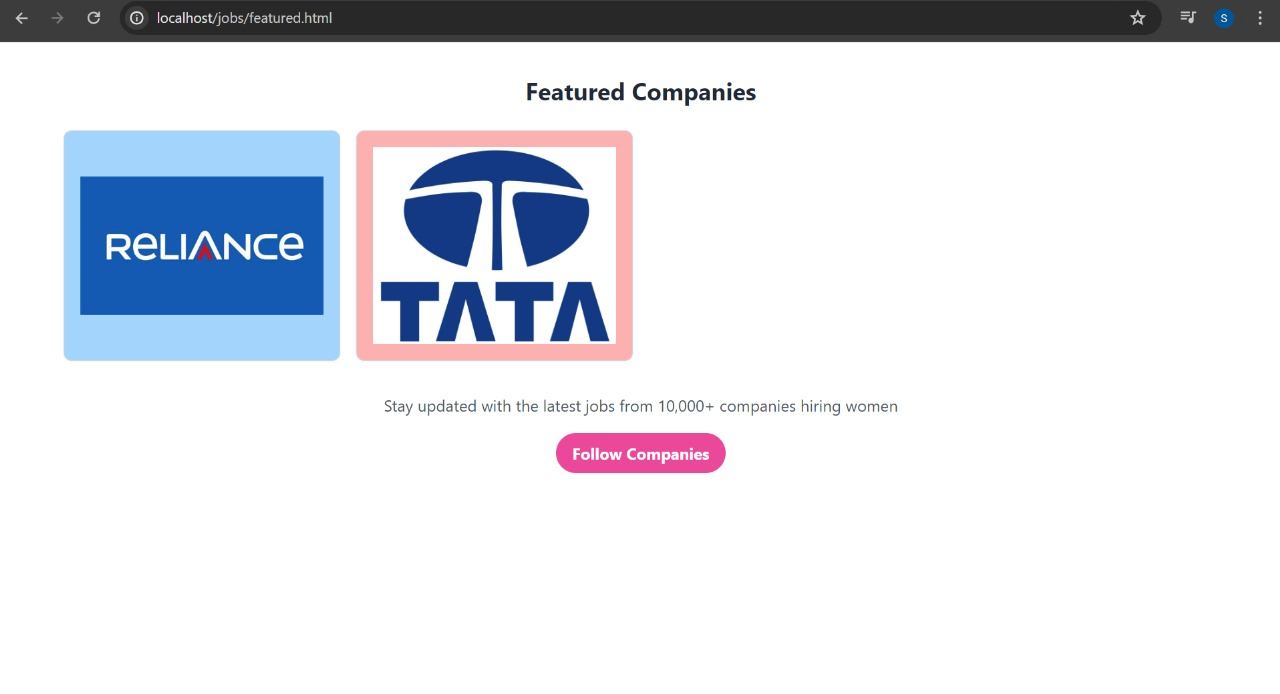 localhost/jobs/featured.html
S
Featured Companies
RELIANCE
TATA
Stay updated with the latest jobs from 10,000+ companies hiring women
Follow Companies